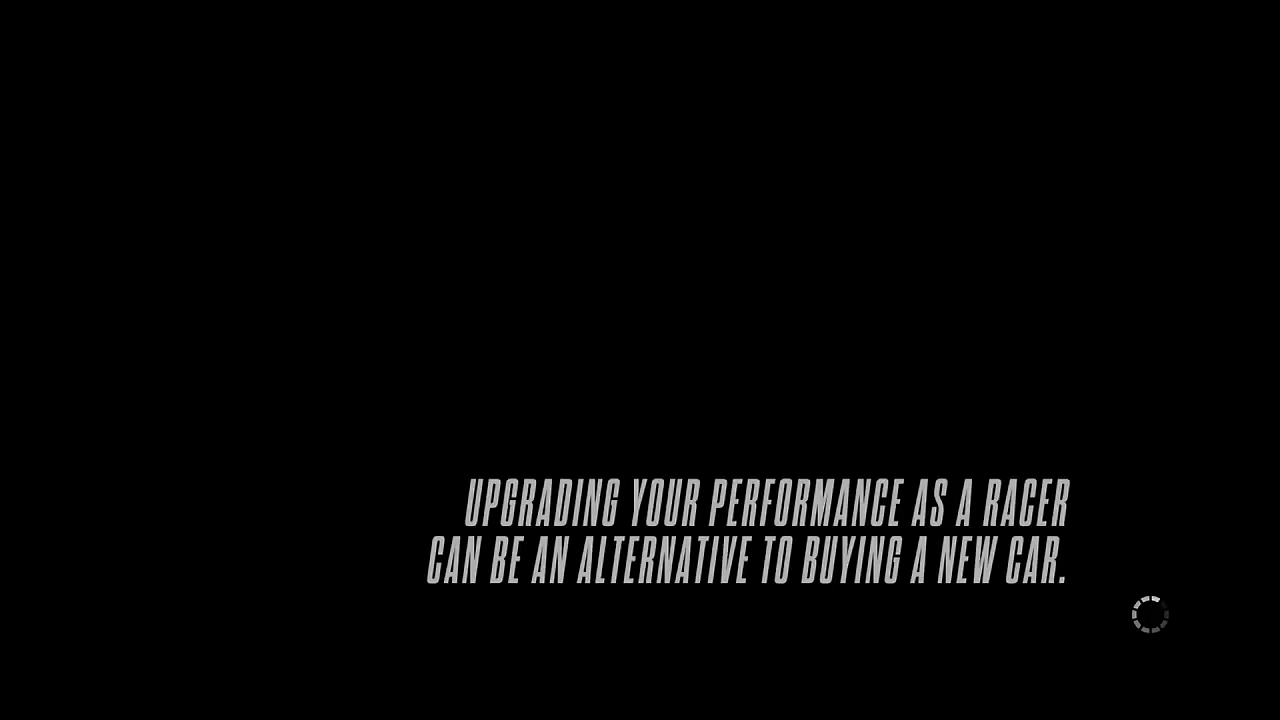 UPGRADING YOUR PERFORMANCE AS A RACER
CAN BE AN ALTERNATIVE TO BUYING A NEW CAR.